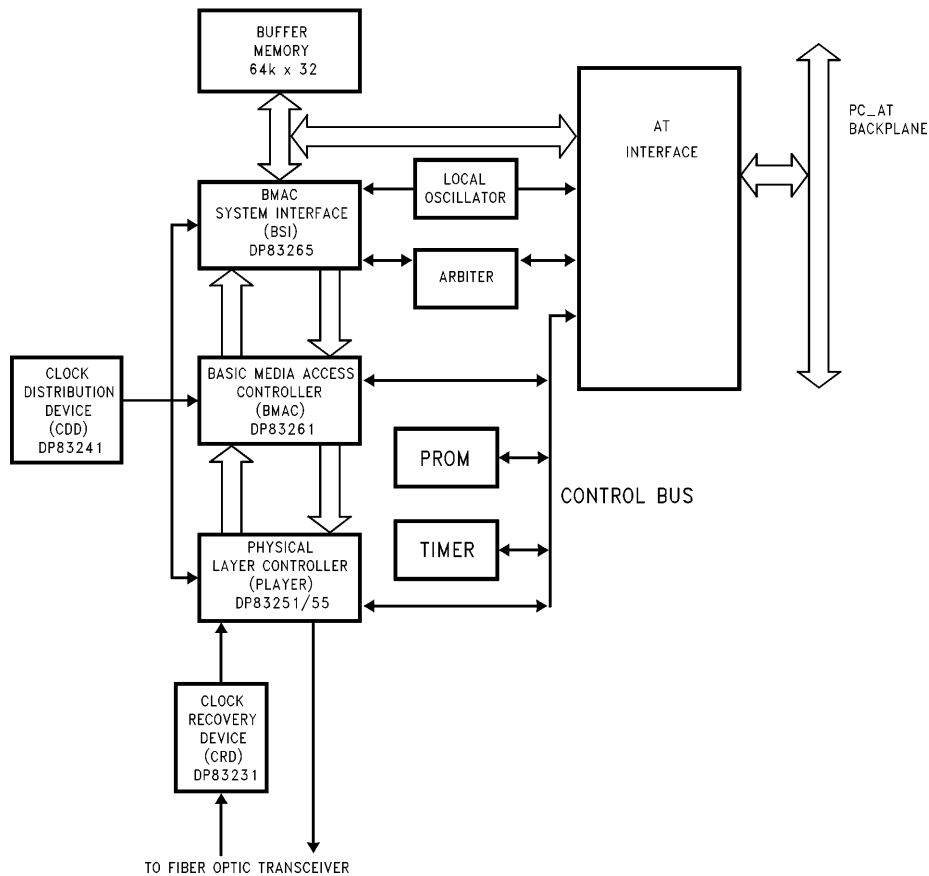 BUFFER
MEMORY
64k x 32
AT
INTERFACE
PC_AT
BACKPLANE
BMAC
SYSTEM INTERFACE
(BSI)
DP83265
LOCAL
OSCILLATOR
ARBITER
CLOCK
DISTRIBUTION
DEVICE
(CDD)
DP83241
BASIC MEDIA ACCESS
CONTROLLER
(BMAC)
DP83261
PROM
CONTROL BUS
TIMER
PHYSICAL
LAYER CONTROLLER
(PLAYER)
DP83251/55
CLOCK
RECOVERY
DEVICE
(CRD)
DP83231
TO FIBER OPTIC TRANSCEIVER